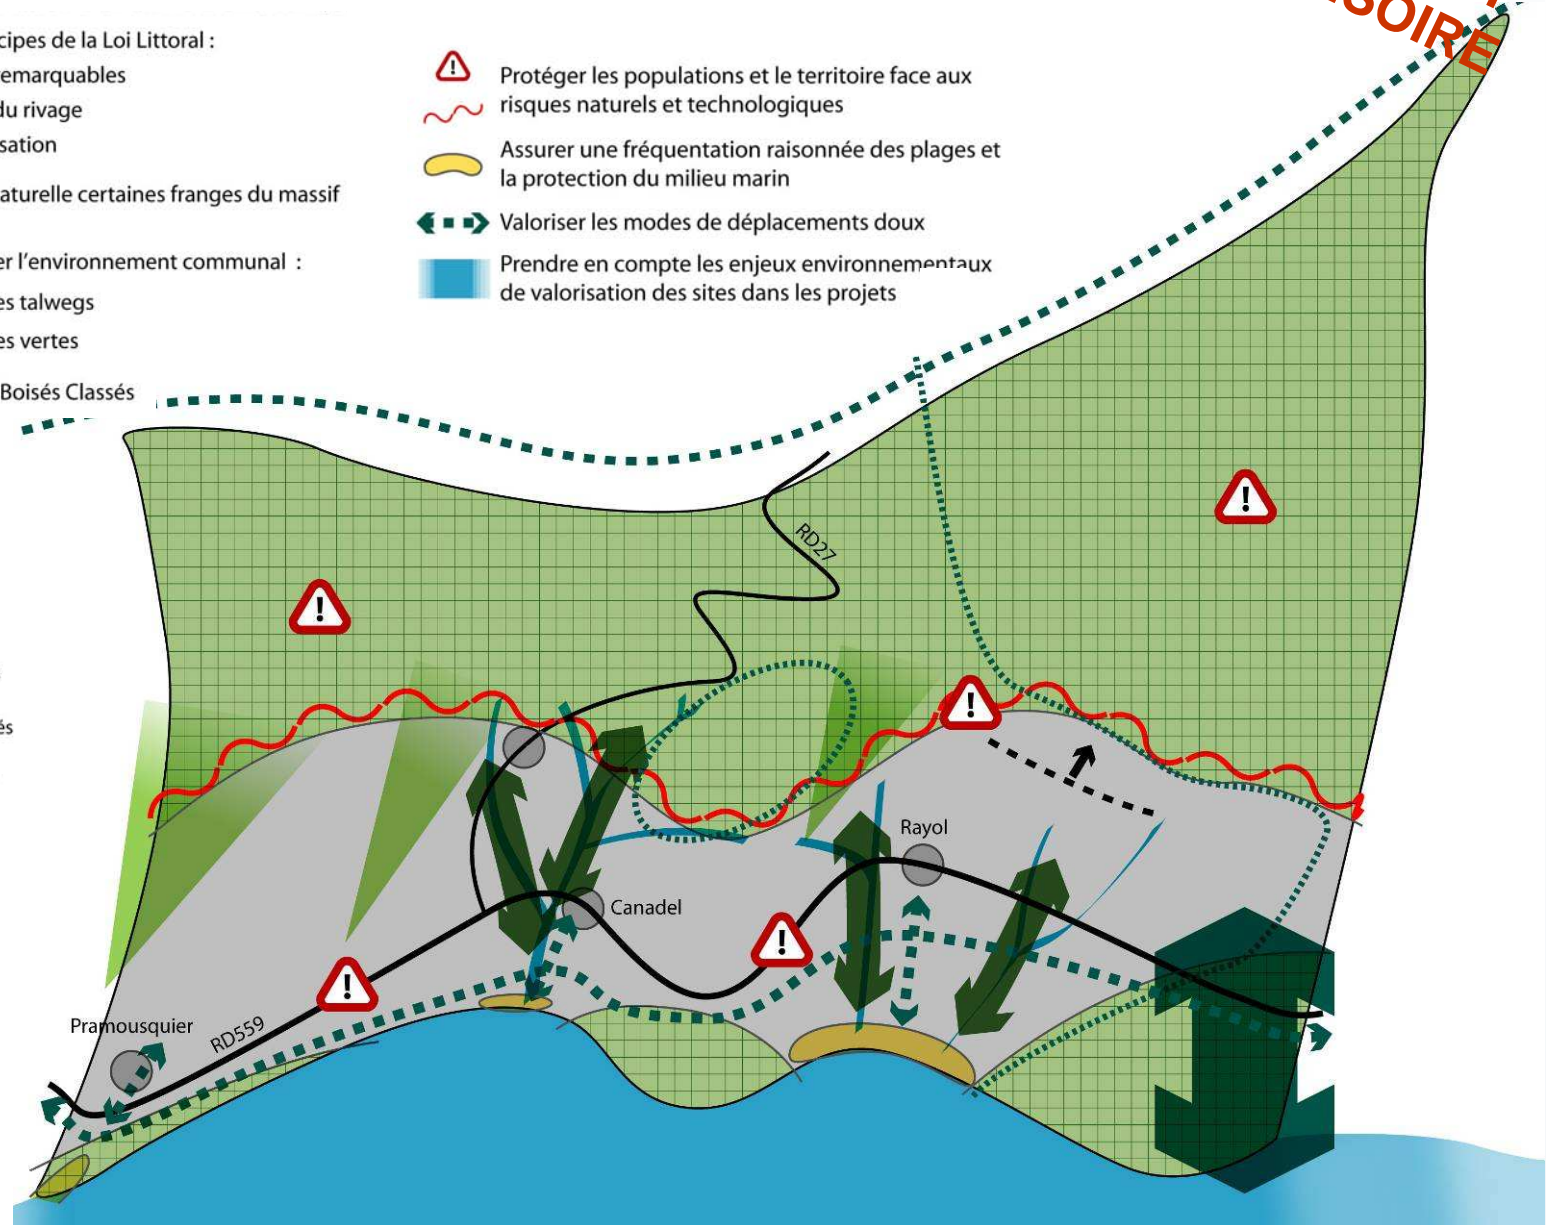 cipes de la Loi Littoral :
emarquables
du rivage
sation
aturelle certaines franges du massif
er l'environnement communal :
es talwegs
es vertes
Boisés Classés
és
Protéger les populations et le territoire face aux
risques naturels et technologiques
Assurer une fréquentation raisonnée des plages et
la protection du milieu marin
Valoriser les modes de déplacements doux
Prendre en compte les enjeux environnementaux
de valorisation des sites dans les projets
SOIRE
RD27
Rayol
Canadel
Pramousquier
RD559